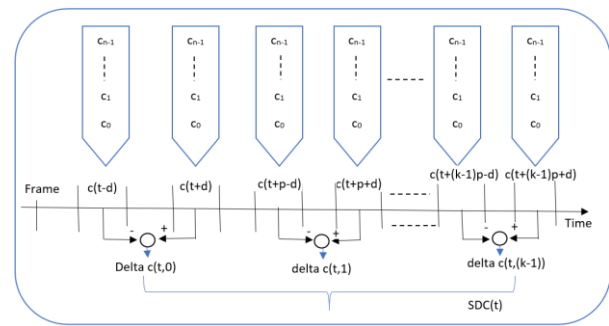 Cn-1 Cn-1 Cn-1 Cn-1 Cn-1 Cn-1
C1 C1 C1 C1 C1 C1
C0 C0 C0 C0 C0 C0
Frame c(t-d) c(t+d) c(t+p-d) c(t+p+d) c(t+(k-1)p-d) c(t+(k-1)p+d)
Time
- + - + - +
Delta c(t,0) delta c(t,1) delta c(t,(k-1))
SDC(t)